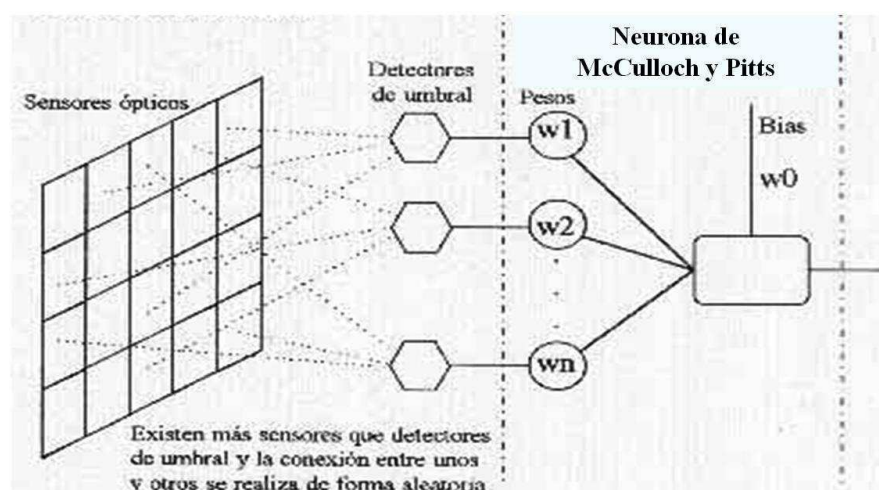 Neurona de
McCulloch y Pitts
Detectores
de umbral
Sensores ópticos
Pesos
w1
Bias
w0
w2
wn
Existen más sensores que detectores
de umbral y la conexión entre unos
y otros se realiza de forma aleatoria